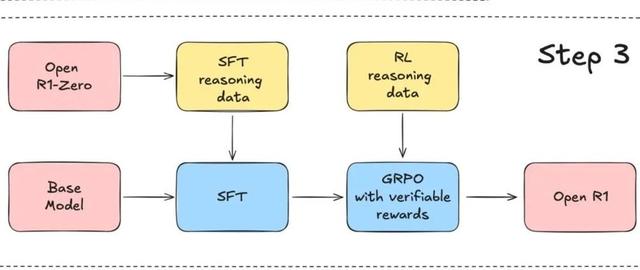 Step 3
Open
R1-Zero
SFT
reasoning
data
RL
reasoning
data
Base
Model
SFT
GRPO
with verifiable
rewards
Open R1